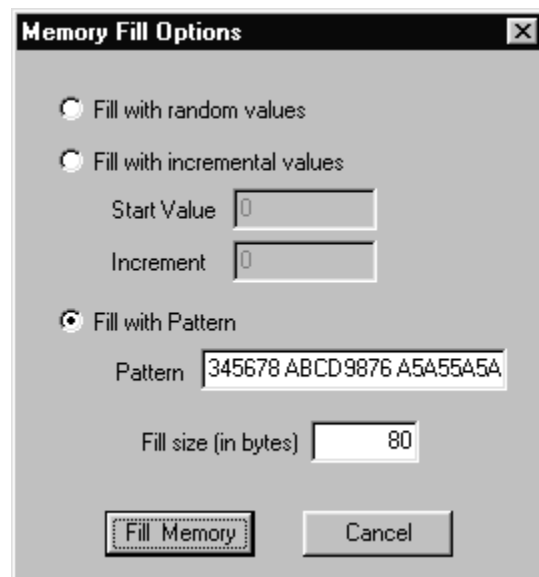 Memory Fill Options
Fill with random values
Fill with incremental values
Start Value 0
Increment 0
Fill with Pattern
Pattern 345678 ABCD9876 A5A55A5A
Fill size (in bytes) 80
Fill Memory Cancel